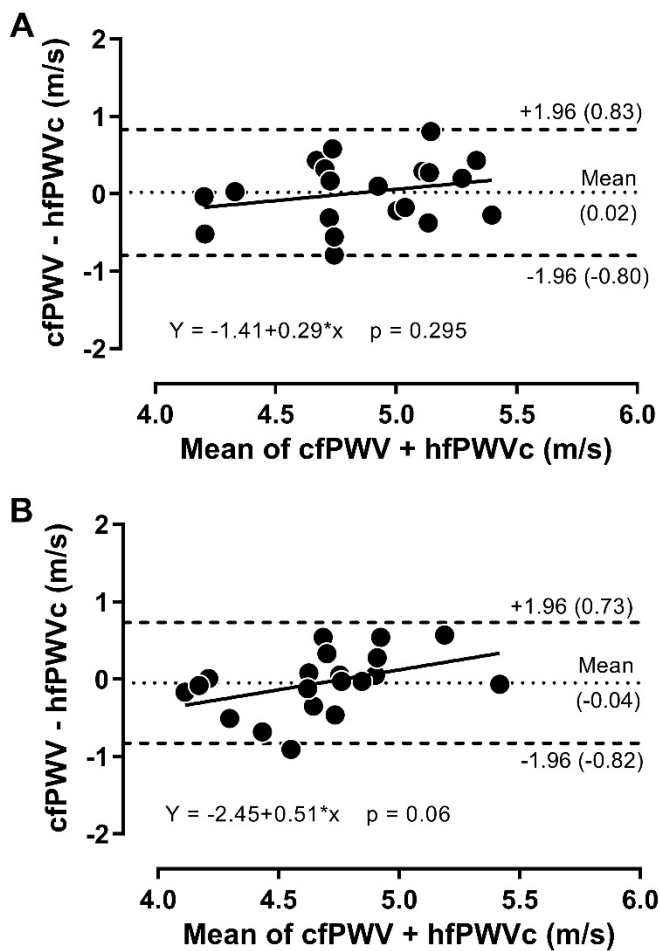 A
2
1
0
-1
-2
cfPWV - hfPWVc (m/s)
+1.96 (0.83)
Mean
(0.02)
-1.96 (-0.80)
Y = -1.41+0.29*x p = 0.295
4.0 4.5 5.0 5.5 6.0
Mean of cfPWV + hfPWVc (m/s)
B
2
1
0
-1
-2
cfPWV - hfPWVc (m/s)
+1.96 (0.73)
Mean
(-0.04)
-1.96 (-0.82)
Y = -2.45+0.51*x p = 0.06
4.0 4.5 5.0 5.5 6.0
Mean of cfPWV + hfPWVc (m/s)